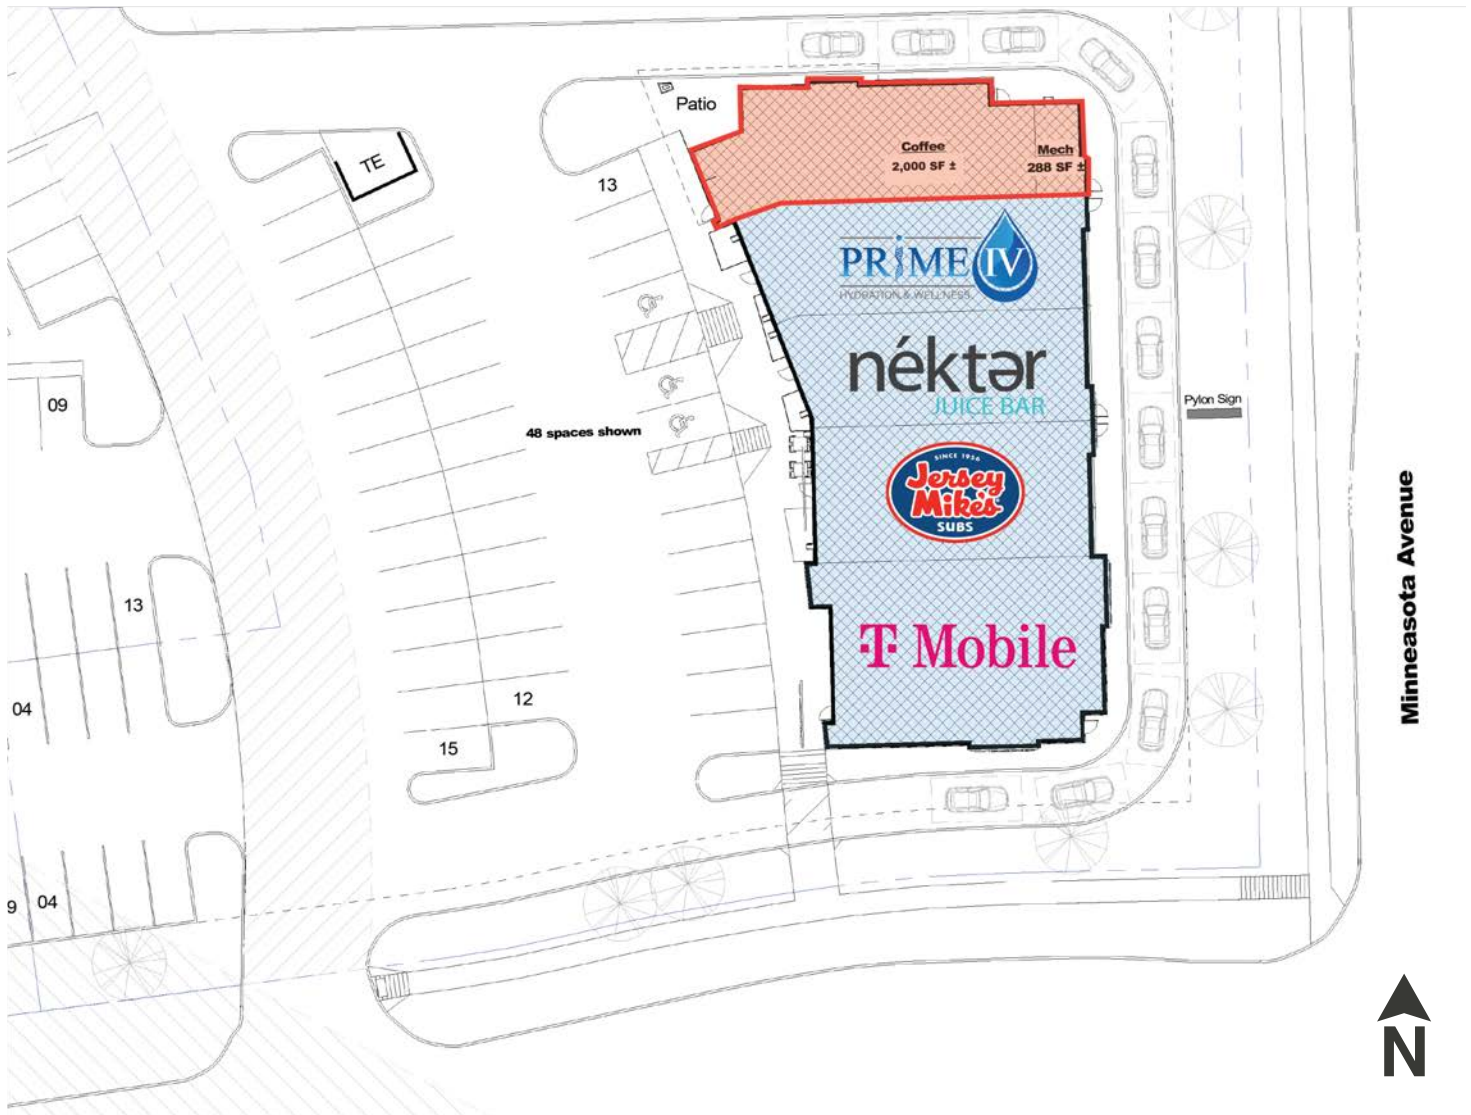 Patio
Coffee
2,000 SF ±
Mech
288 SF ±
TE
13
PRIME IV
HYDRATION & WELLNESS
néktər
JUICE BAR
09
48 spaces shown
Pylon Sign
SINCE 1956
Jersey
Mike's
SUBS
Minneasota Avenue
13
T Mobile
04
12
15
9
04
N